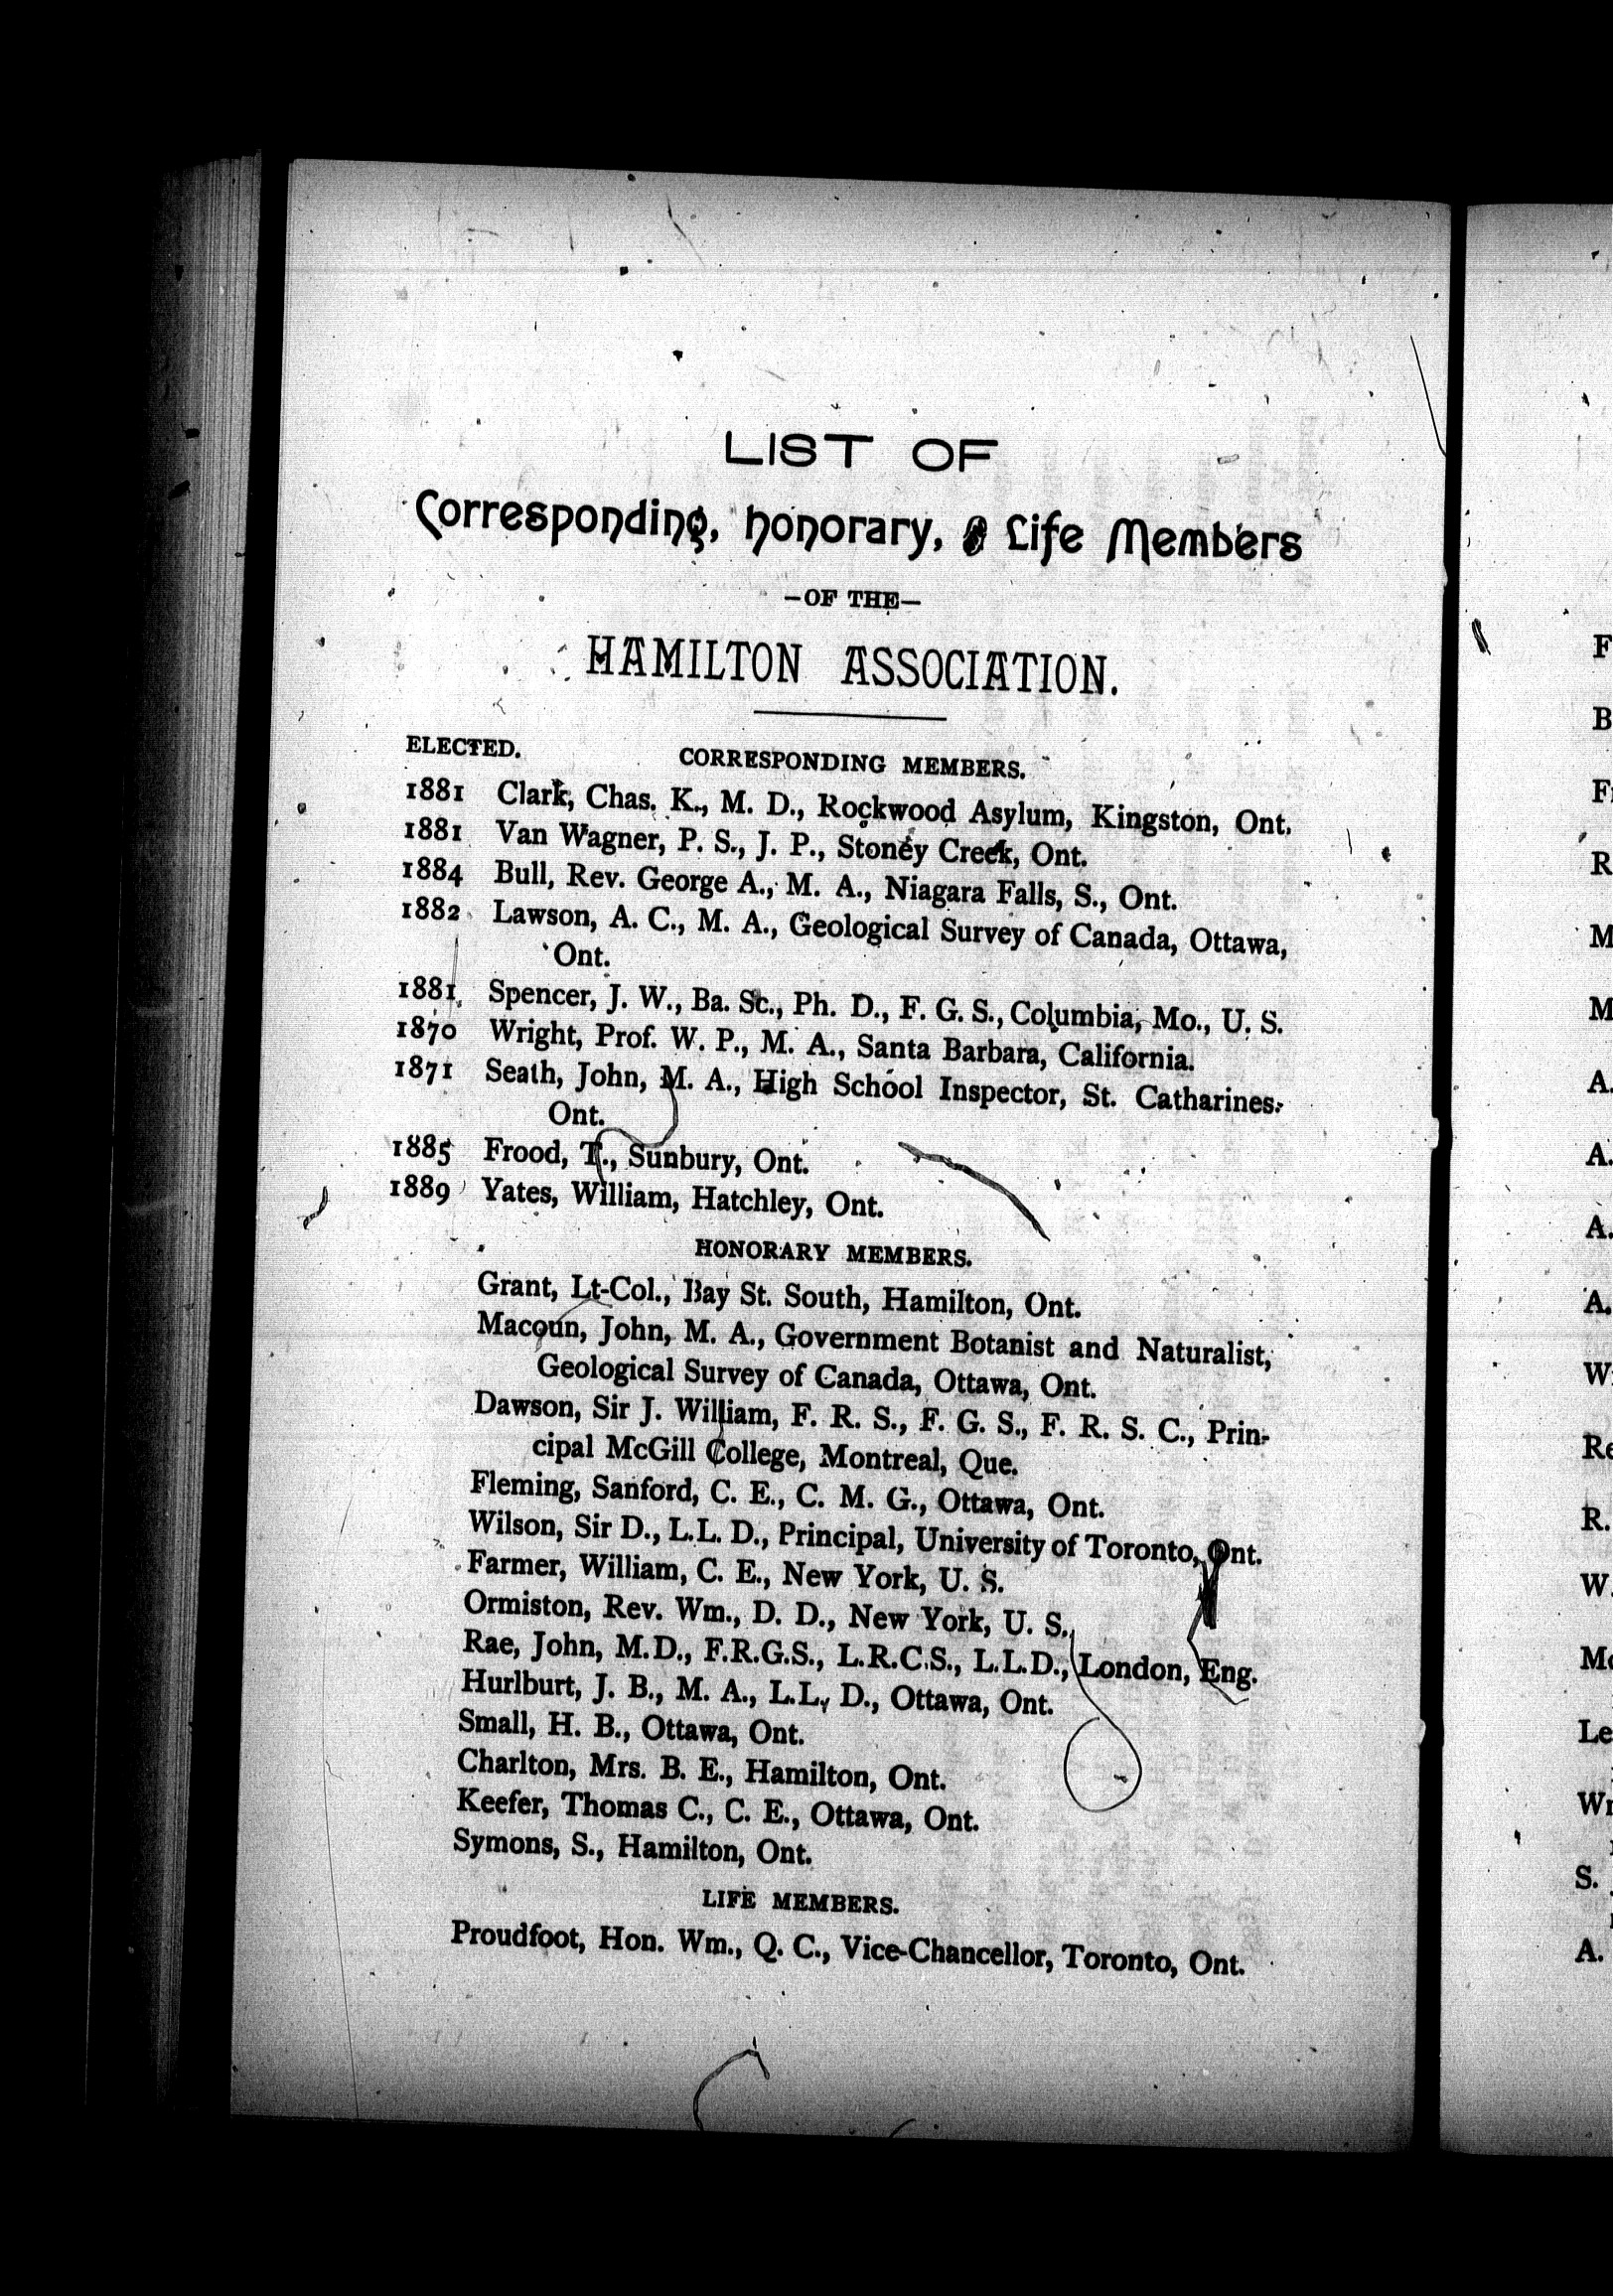 LIST OF
Corresponding, Honorary, & Life Members
—OF THE—
HAMILTON ASSOCIATION.
ELECTED. CORRESPONDING MEMBERS.
1881 Clark, Chas. K., M. D., Rockwood Asylum, Kingston, Ont.
1881 Van Wagner, P. S., J. P., Stoney Creek, Ont.
1884 Bull, Rev. George A., M. A., Niagara Falls, S., Ont.
1882 Lawson, A. C., M. A., Geological Survey of Canada, Ottawa,
Ont.
1881 Spencer, J. W., Ba. Sc., Ph. D., F. G. S., Columbia, Mo., U. S.
1870 Wright, Prof. W. P., M. A., Santa Barbara, California.
1871 Seath, John, M. A., High School Inspector, St. Catharines.
Ont.
1885 Frood, T., Sunbury, Ont.
1889 Yates, William, Hatchley, Ont.
HONORARY MEMBERS.
Grant, Lt-Col., Bay St. South, Hamilton, Ont.
Macoun, John, M. A., Government Botanist and Naturalist,
Geological Survey of Canada, Ottawa, Ont.
Dawson, Sir J. William, F. R. S., F. G. S., F. R. S. C., Prin-
cipal McGill College, Montreal, Que.
Fleming, Sanford, C. E., C. M. G., Ottawa, Ont.
Wilson, Sir D., L.L. D., Principal, University of Toronto, Ont.
Farmer, William, C. E., New York, U. S.
Ormiston, Rev. Wm., D. D., New York, U. S.
Rae, John, M.D., F.R.G.S., L.R.C.S., L.L.D., London, Eng.
Hurlburt, J. B., M. A., L.L. D., Ottawa, Ont.
Small, H. B., Ottawa, Ont.
Charlton, Mrs. B. E., Hamilton, Ont.
Keefer, Thomas C., C. E., Ottawa, Ont.
Symons, S., Hamilton, Ont.
LIFE MEMBERS.
Proudfoot, Hon. Wm., Q. C., Vice-Chancellor, Toronto, Ont.